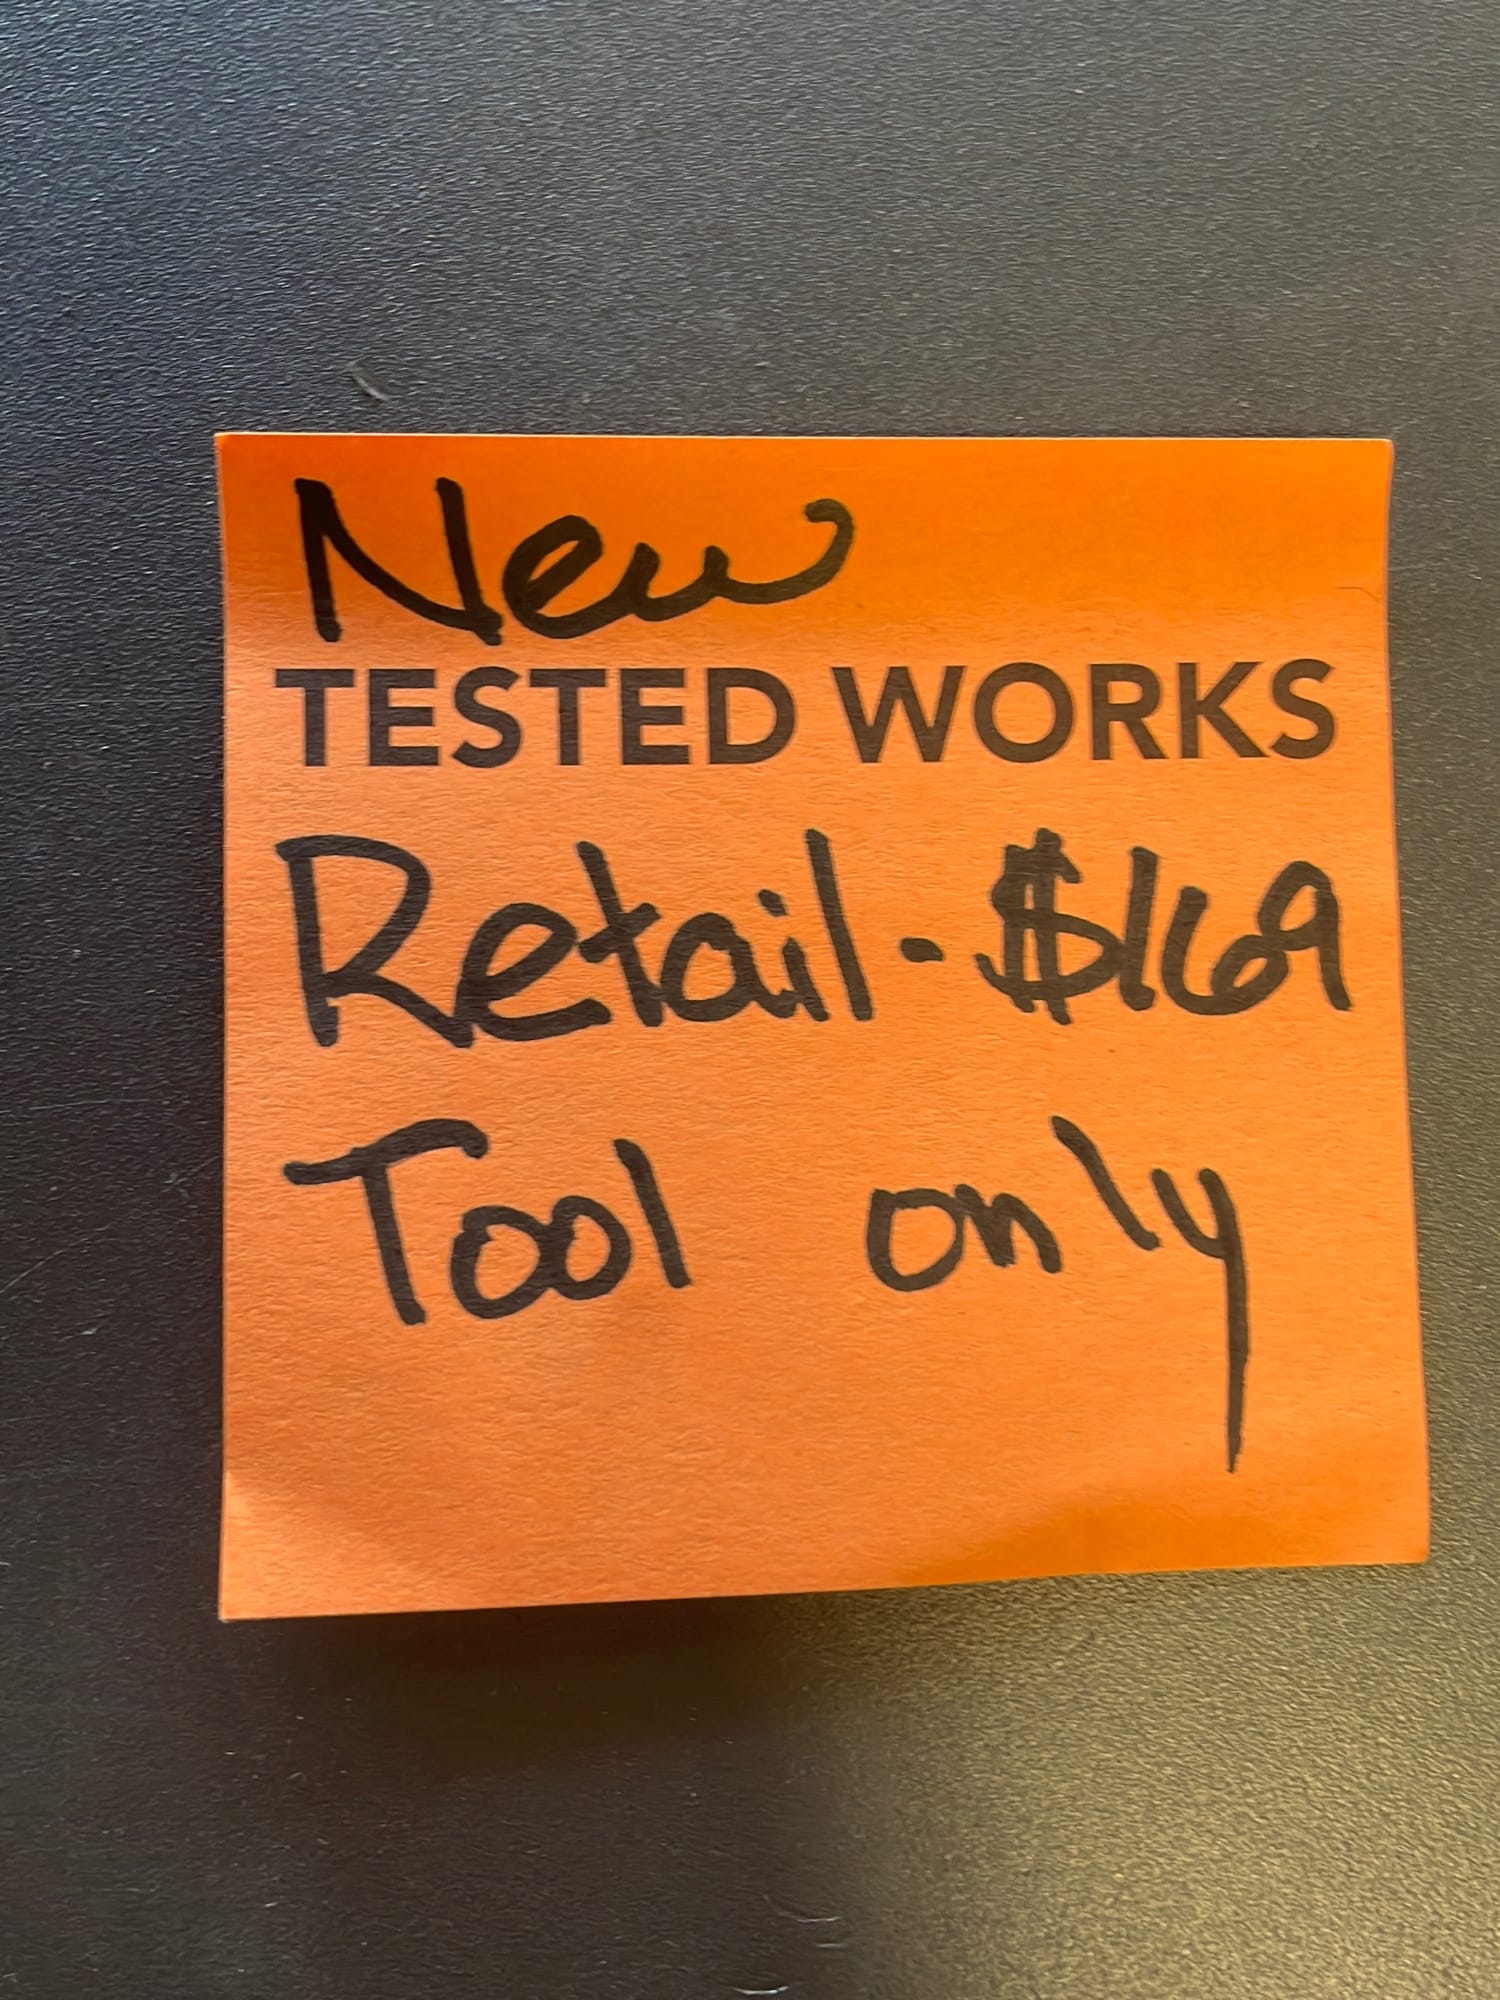 New
TESTED WORKS
Retail - $169
Tool only